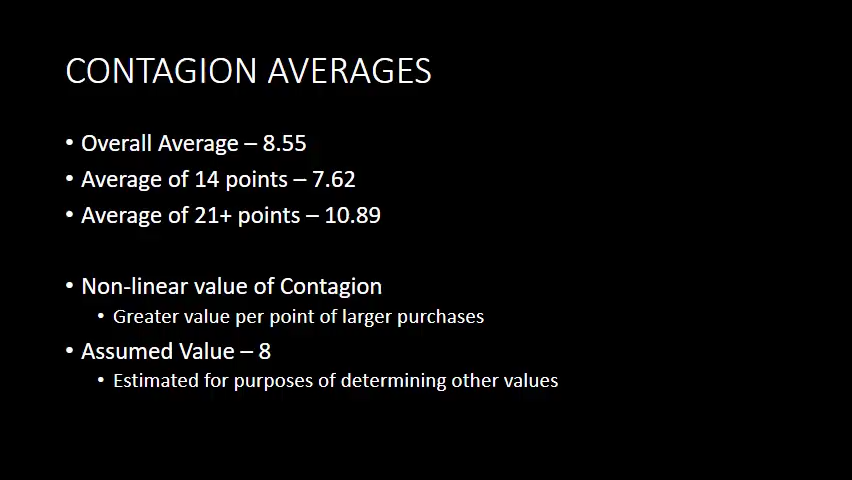 CONTAGION AVERAGES
• Overall Average – 8.55
• Average of 14 points – 7.62
• Average of 21+ points – 10.89
• Non-linear value of Contagion
• Greater value per point of larger purchases
• Assumed Value – 8
• Estimated for purposes of determining other values